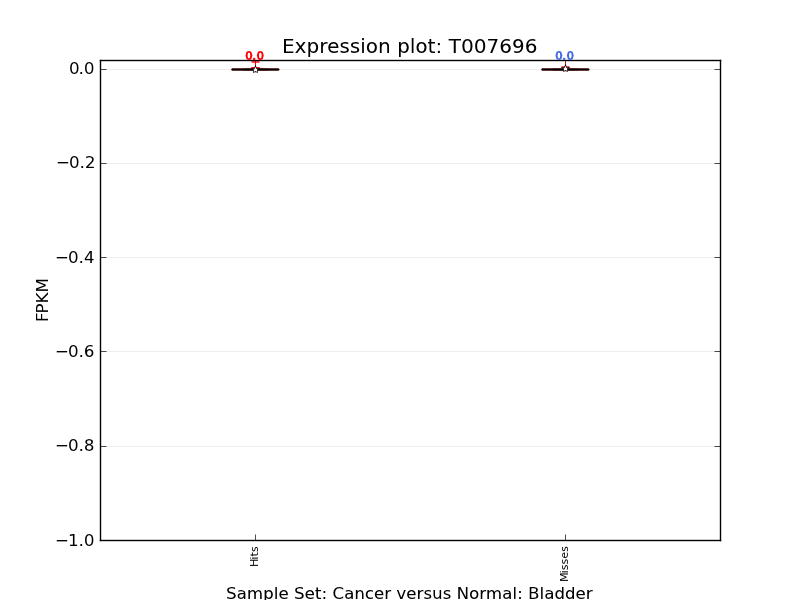 Expression plot: T007696
0.0 0.0
0.0
−0.2
−0.4
−0.6
−0.8
−1.0
FPKM
Hits Misses
Sample Set: Cancer versus Normal: Bladder